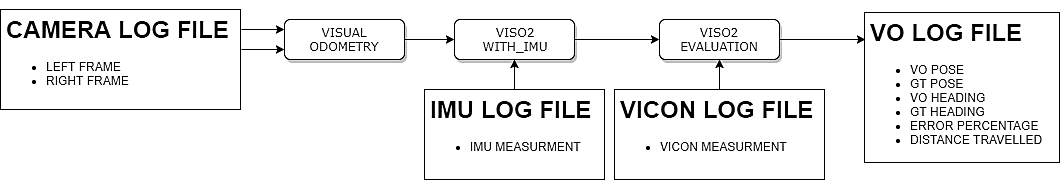 CAMERA LOG FILE
LEFT FRAME
RIGHT FRAME
VISUAL
ODOMETRY
VISO2
WITH_IMU
VISO2
EVALUATION
VO LOG FILE
VO POSE
GT POSE
VO HEADING
GT HEADING
ERROR PERCENTAGE
DISTANCE TRAVELLED
IMU LOG FILE
IMU MEASURMENT
VICON LOG FILE
VICON MEASURMENT